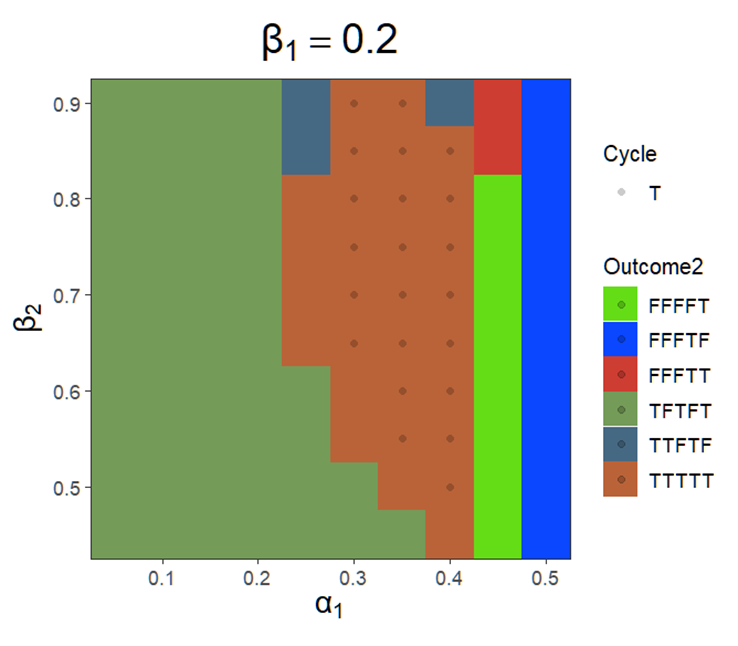 β₁ = 0.2
0.9
0.8
0.7
0.6
0.5
β₂
0.1 0.2 0.3 0.4 0.5
α₁
Cycle
T
Outcome2
FFFFT
FFFTF
FFFTT
TFTFT
TTFTF
TTTTT